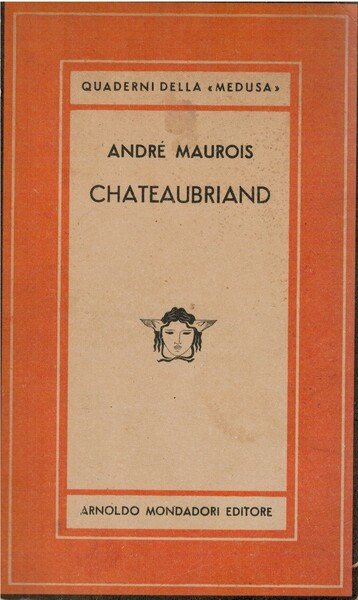 QUADERNI DELLA «MEDUSA»
ANDRÉ MAUROIS
CHATEAUBRIAND
ARNOLDO MONDADORI EDITORE